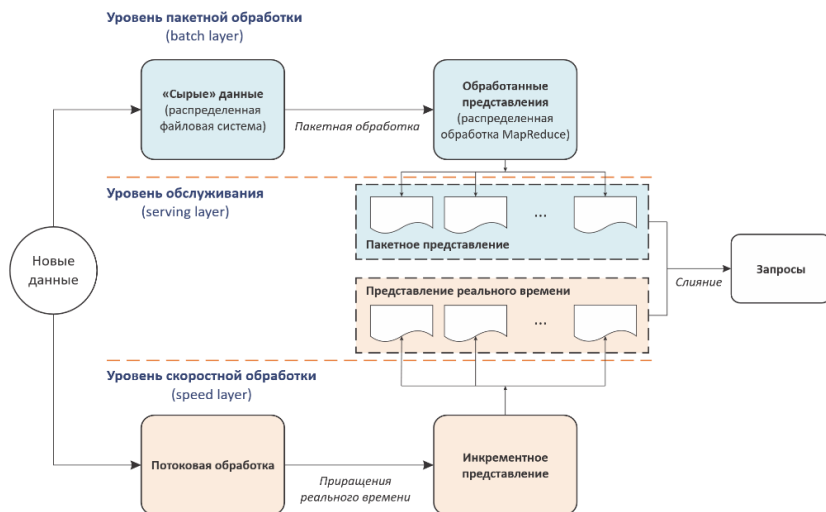 Уровень пакетной обработки
(batch layer)
«Сырые» данные
(распределенная
файловая система)
Пакетная обработка
Обработанные
представления
(распределенная
обработка MapReduce)
Уровень обслуживания
(serving layer)
...
Пакетное представление
Новые
данные
Представление реального времени
...
Слияние
Запросы
Уровень скоростной обработки
(speed layer)
Потоковая обработка
Приращения
реального времени
Инкрементное
представление